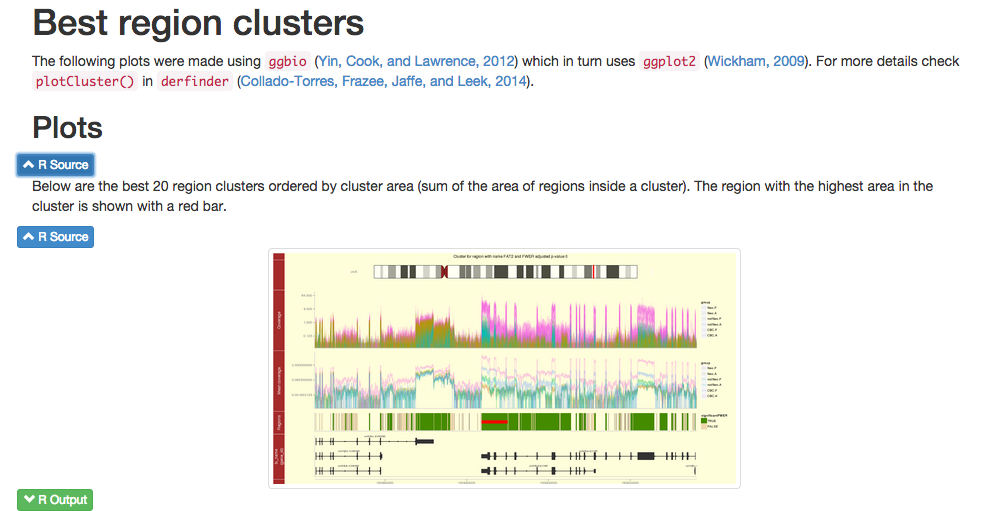 Best region clusters
The following plots were made using ggbio (Yin, Cook, and Lawrence, 2012) which in turn uses ggplot2 (Wickham, 2009). For more details check
plotCluster() in derfinder (Collado-Torres, Frazee, Jaffe, and Leek, 2014).
Plots
R Source
Below are the best 20 region clusters ordered by cluster area (sum of the area of regions inside a cluster). The region with the highest area in the
cluster is shown with a red bar.
R Source
Cluster for region with name FAT2 and FWER adjusted p-value 0
Coverage
group
Mean coverage
group
Regions
significantFWER
TRUE
FALSE
R Output